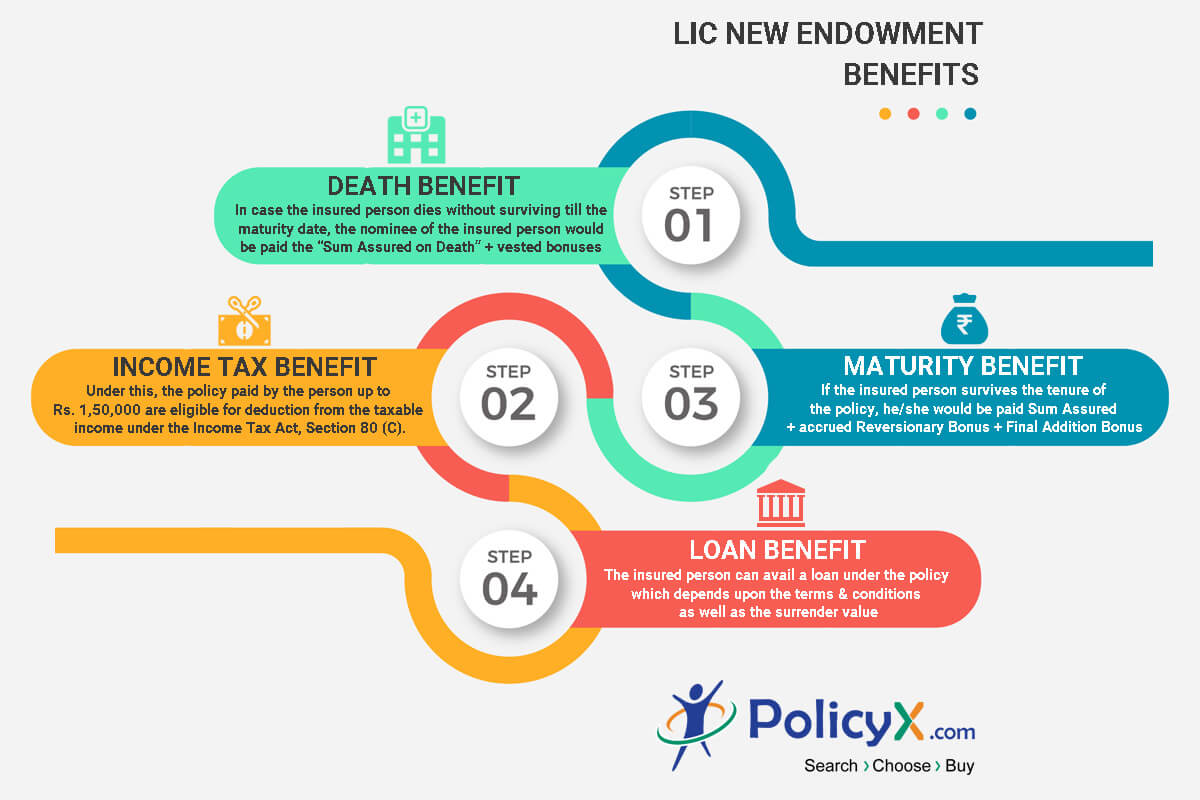 LIC NEW ENDOWMENT
BENEFITS
DEATH BENEFIT
In case the insured person dies without surviving till the
maturity date, the nominee of the insured person would
be paid the “Sum Assured on Death” + vested bonuses
STEP
01
INCOME TAX BENEFIT
Under this, the policy paid by the person up to
Rs. 1,50,000 are eligible for deduction from the taxable
income under the Income Tax Act, Section 80 (C).
STEP
02
STEP
03
₹
MATURITY BENEFIT
If the insured person survives the tenure of
the policy, he/she would be paid Sum Assured
+ accrued Reversionary Bonus + Final Addition Bonus
STEP
04
LOAN BENEFIT
The insured person can avail a loan under the policy
which depends upon the terms & conditions
as well as the surrender value
PolicyX.com
Search › Choose › Buy